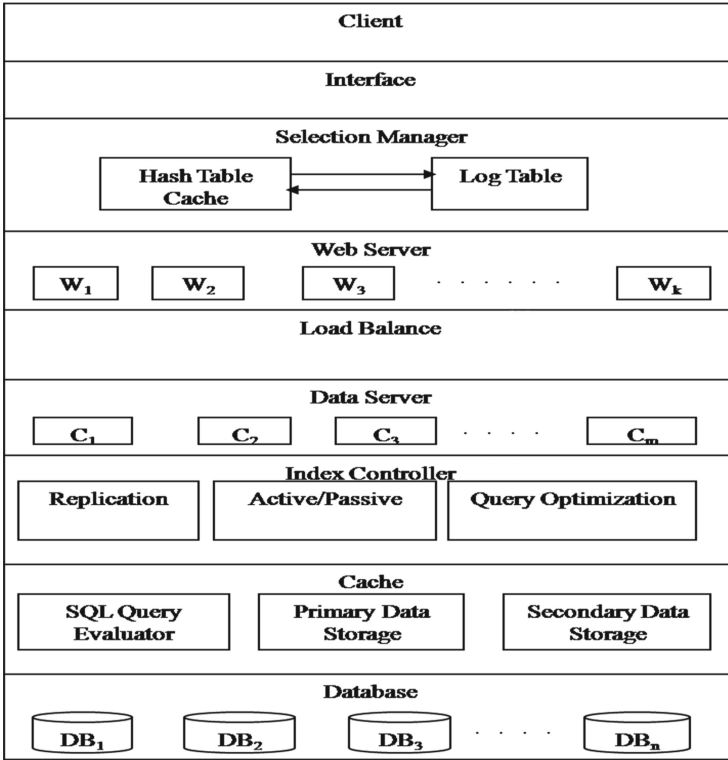 Client
Interface
Selection Manager
Hash Table
Cache
Log Table
Web Server
W₁ W₂ W₃ . . . . . . Wₖ
Load Balance
Data Server
C₁ C₂ C₃ . . . . Cₘ
Index Controller
Replication
Active/Passive
Query Optimization
Cache
SQL Query
Evaluator
Primary Data
Storage
Secondary Data
Storage
Database
DB₁ DB₂ DB₃ . . . . DBₙ